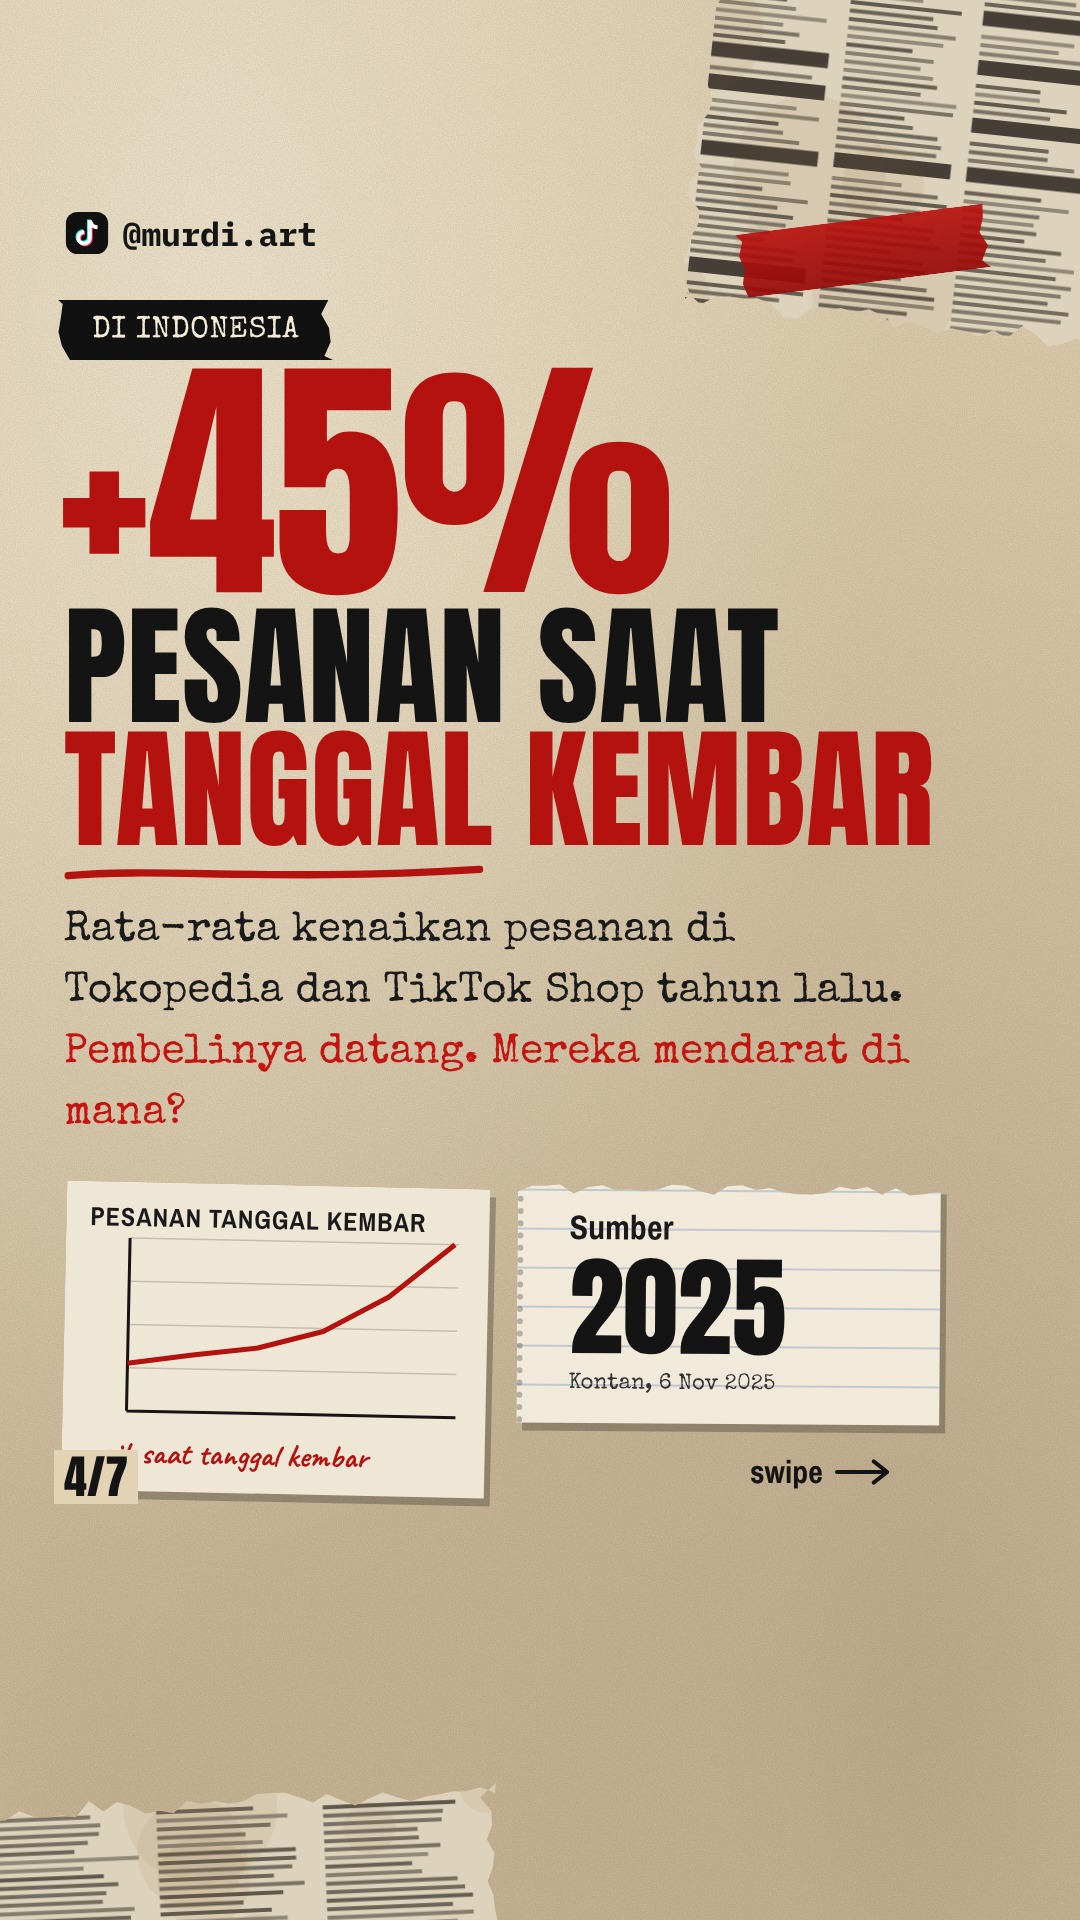 @murdi.art
DI INDONESIA
+45%
PESANAN SAAT
TANGGAL KEMBAR
Rata-rata kenaikan pesanan di
Tokopedia dan TikTok Shop tahun lalu.
Pembelinya datang. Mereka mendarat di
mana?
PESANAN TANGGAL KEMBAR
saat tanggal kembar
Sumber
2025
Kontan, 6 Nov 2025
4/7
swipe